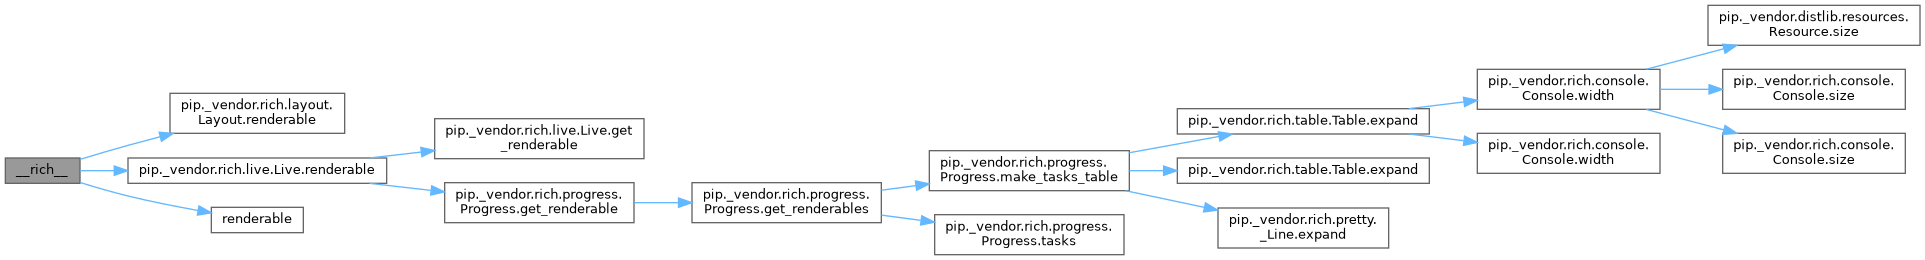 __rich__
pip._vendor.rich.layout.
Layout.renderable
pip._vendor.rich.live.Live.renderable
renderable
pip._vendor.rich.live.Live.get
_renderable
pip._vendor.rich.progress.
Progress.get_renderable
pip._vendor.rich.progress.
Progress.get_renderables
pip._vendor.rich.progress.
Progress.make_tasks_table
pip._vendor.rich.progress.
Progress.tasks
pip._vendor.rich.table.Table.expand
pip._vendor.rich.table.Table.expand
pip._vendor.rich.pretty.
_Line.expand
pip._vendor.rich.console.
Console.width
pip._vendor.rich.console.
Console.width
pip._vendor.distlib.resources.
Resource.size
pip._vendor.rich.console.
Console.size
pip._vendor.rich.console.
Console.size